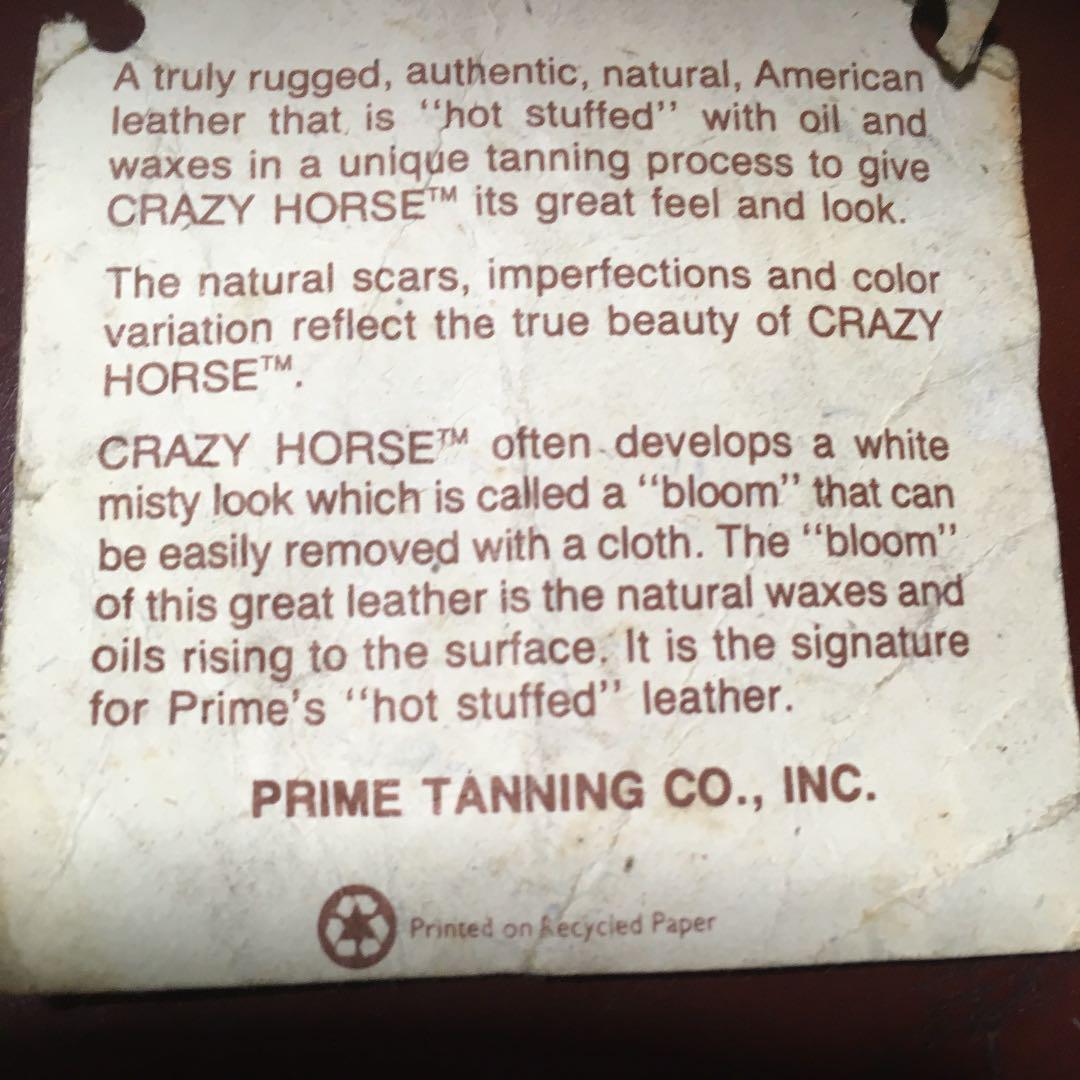 A truly rugged, authentic, natural, American
leather that is “hot stuffed” with oil and
waxes in a unique tanning process to give
CRAZY HORSE™ its great feel and look.
The natural scars, imperfections and color
variation reflect the true beauty of CRAZY
HORSE™.
CRAZY HORSE™ often develops a white
misty look which is called a “bloom” that can
be easily removed with a cloth. The “bloom”
of this great leather is the natural waxes and
oils rising to the surface. It is the signature
for Prime's “hot stuffed” leather.
PRIME TANNING CO., INC.
Printed on Recycled Paper